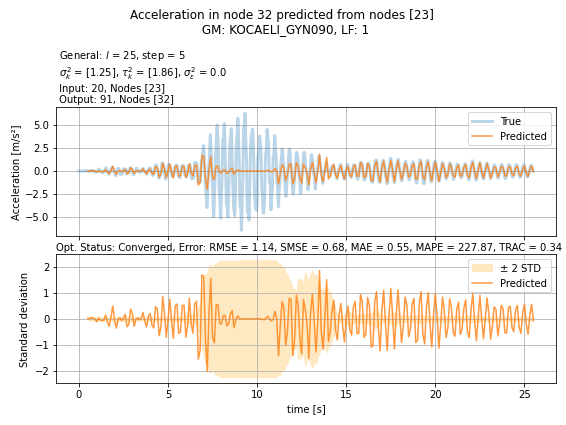 Acceleration in node 32 predicted from nodes [23]
GM: KOCAELI_GYN090, LF: 1
General: l = 25, step = 5
σ²ₖ = [1.25], τ²ₖ = [1.86], σ²ε = 0.0
Input: 20, Nodes [23]
Output: 91, Nodes [32]
Acceleration [m/s²]
5.0
2.5
0.0
−2.5
−5.0
True
Predicted
Opt. Status: Converged, Error: RMSE = 1.14, SMSE = 0.68, MAE = 0.55, MAPE = 227.87, TRAC = 0.34
Standard deviation
2
1
0
−1
−2
± 2 STD
Predicted
0 5 10 15 20 25
time [s]